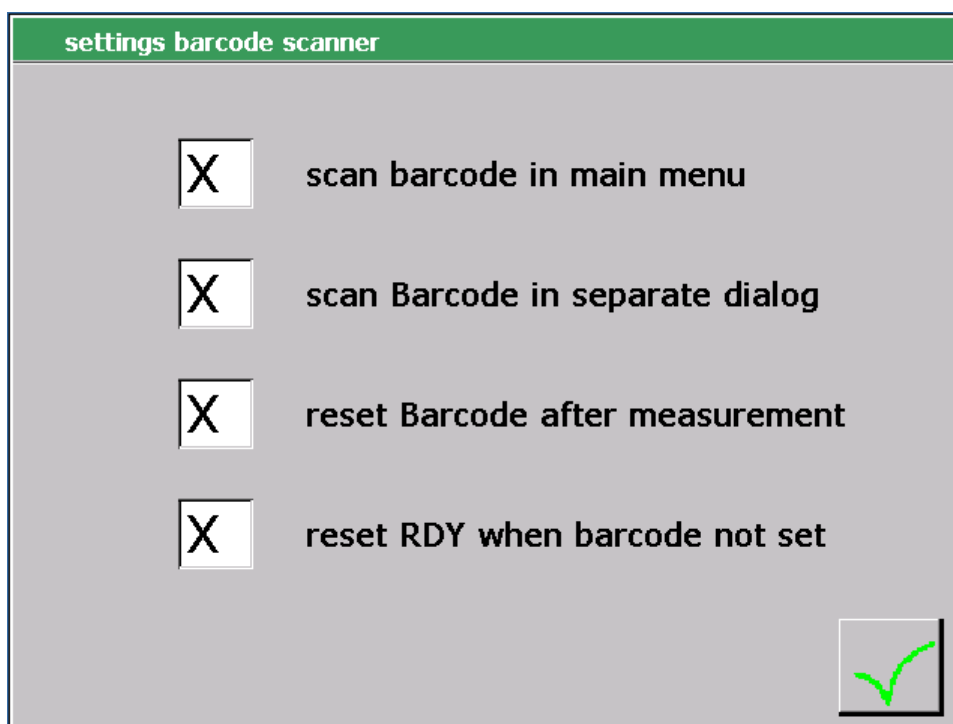 settings barcode scanner
X scan barcode in main menu
X scan Barcode in separate dialog
X reset Barcode after measurement
X reset RDY when barcode not set